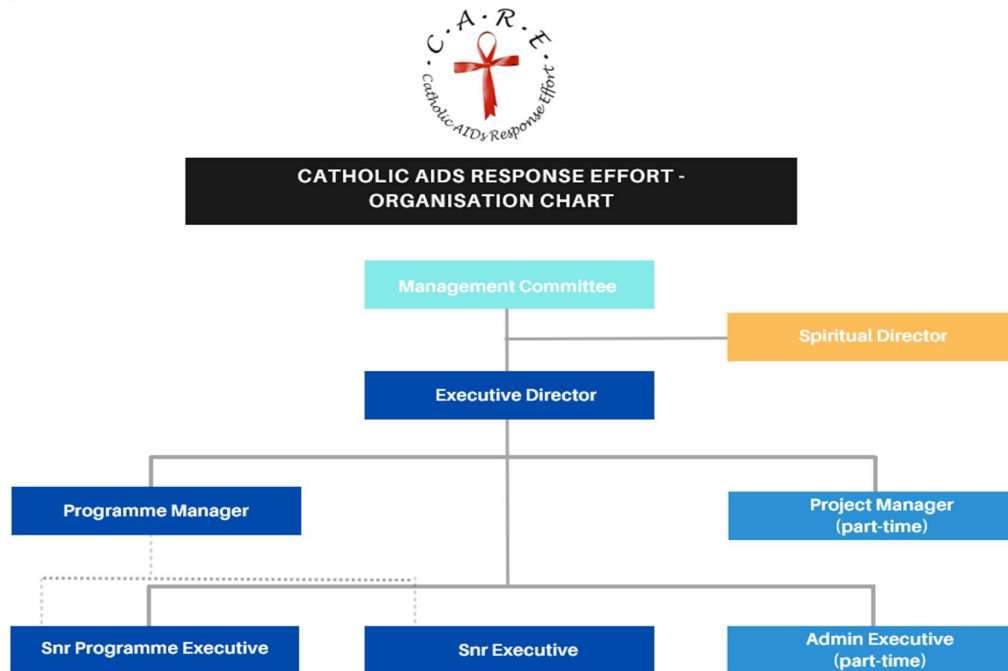 · C · A · R · E ·
Catholic AIDs Response Effort
CATHOLIC AIDS RESPONSE EFFORT -
ORGANISATION CHART
Management Committee
Spiritual Director
Executive Director
Programme Manager
Project Manager
(part-time)
Snr Programme Executive
Snr Executive
Admin Executive
(part-time)